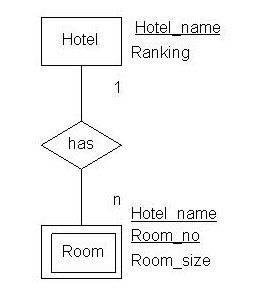 Hotel
Hotel_name
Ranking
1
has
n
Hotel_name
Room_no
Room
Room_size